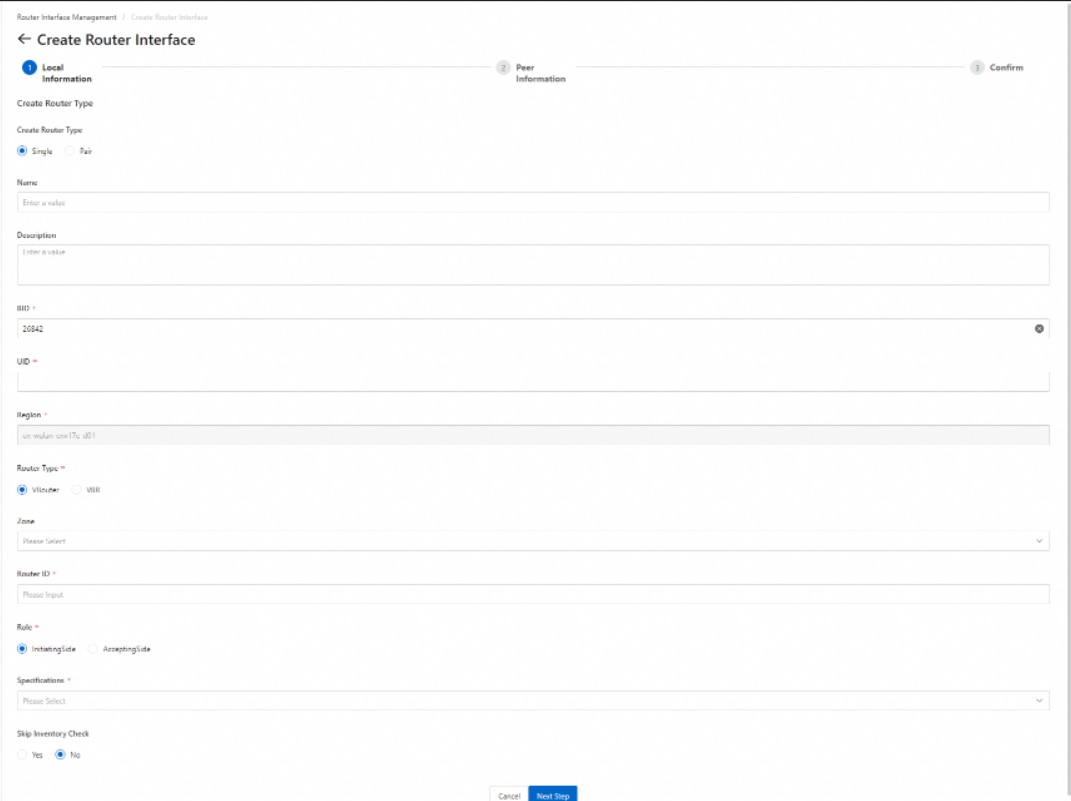 Router Interface Management / Create Router Interface
← Create Router Interface
1 Local Information
2 Peer Information
3 Confirm
Create Router Type
Create Router Type
Single Pair
Name
Enter a value
Description
Enter a value
BID *
26842
UID *
Region *
Router Type *
VRouter VBR
Zone
Please Select
Router ID *
Please Input
Role *
InitiatingSide AcceptingSide
Specifications *
Please Select
Skip Inventory Check
Yes No
Cancel Next Step